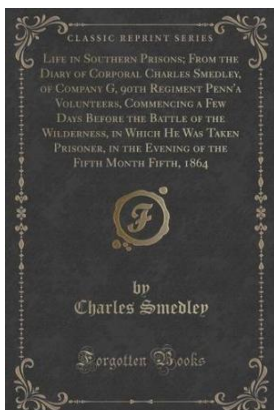 CLASSIC REPRINT SERIES
LIFE IN SOUTHERN PRISONS; FROM THE
DIARY OF CORPORAL CHARLES SMEDLEY,
OF COMPANY G, 90TH REGIMENT PENN'A
VOLUNTEERS, COMMENCING A FEW
DAYS BEFORE THE BATTLE OF THE
WILDERNESS, IN WHICH HE WAS TAKEN
PRISONER, IN THE EVENING OF THE
FIFTH MONTH FIFTH, 1864
F
by
Charles Smedley
Forgotten Books